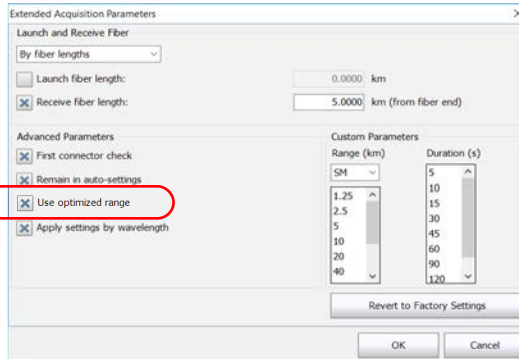 Extended Acquisition Parameters
Launch and Receive Fiber
By fiber lengths
Launch fiber length: 0.0000 km
Receive fiber length: 5.0000 km (from fiber end)
Advanced Parameters
First connector check
Remain in auto-settings
Use optimized range
Apply settings by wavelength
Custom Parameters
Range (km) Duration (s)
SM
1.25
2.5
5
10
20
40
5
10
15
30
45
60
90
120
Revert to Factory Settings
OK Cancel